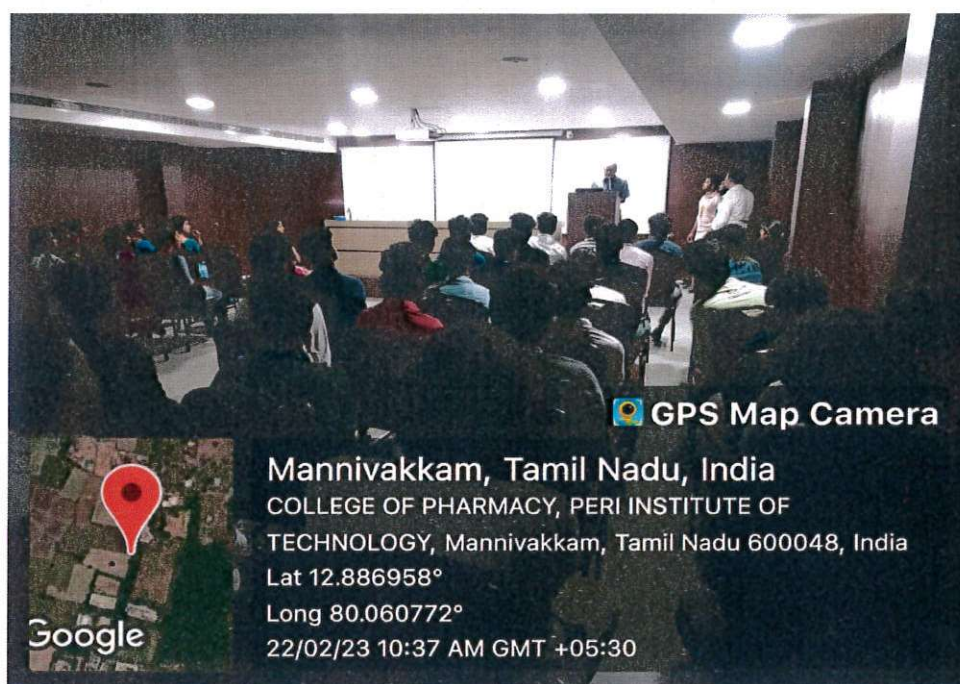 GPS Map Camera
Mannivakkam, Tamil Nadu, India
COLLEGE OF PHARMACY, PERI INSTITUTE OF
TECHNOLOGY, Mannivakkam, Tamil Nadu 600048, India
Lat 12.886958°
Long 80.060772°
22/02/23 10:37 AM GMT +05:30
Google